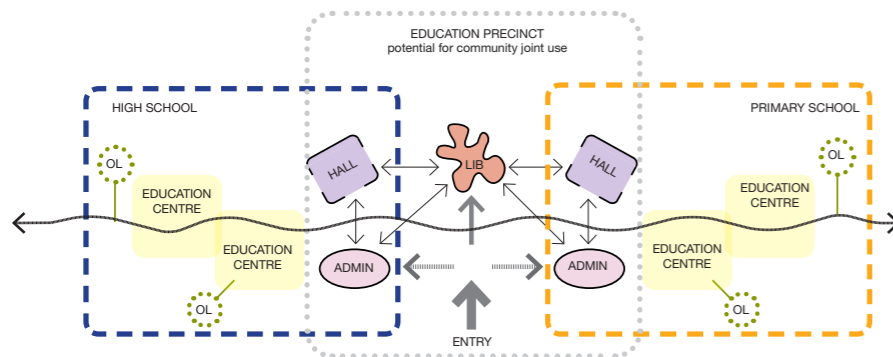 EDUCATION PRECINCT
potential for community joint use
HIGH SCHOOL
PRIMARY SCHOOL
OL
HALL
LIB
HALL
OL
EDUCATION
CENTRE
EDUCATION
CENTRE
EDUCATION
CENTRE
ADMIN
ADMIN
EDUCATION
CENTRE
OL
OL
ENTRY